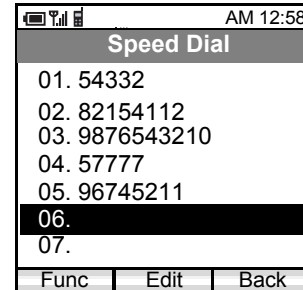 AM 12:58
Speed Dial
01. 54332
02. 82154112
03. 9876543210
04. 57777
05. 96745211
06.
07.
Func Edit Back